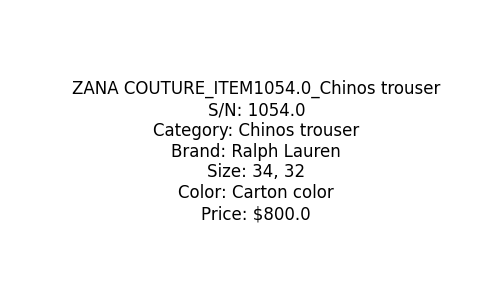 ZANA COUTURE_ITEM1054.0_Chinos trouser
S/N: 1054.0
Category: Chinos trouser
Brand: Ralph Lauren
Size: 34, 32
Color: Carton color
Price: $800.0